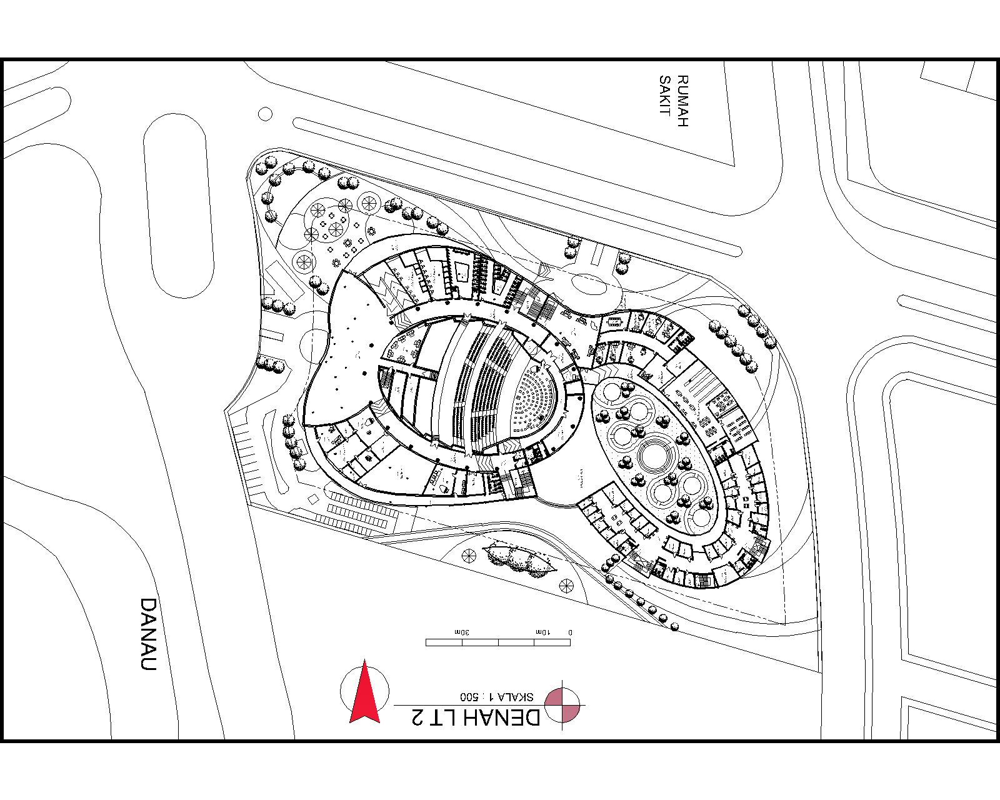 RUMAH
SAKIT
DANAU
0 10m 30m
DENAH LT 2
SKALA 1 : 500